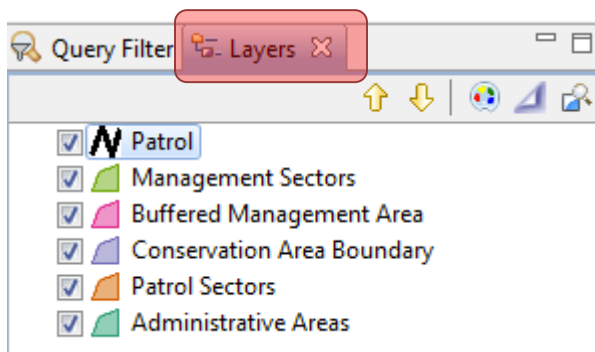 Query Filter Layers
Patrol
Management Sectors
Buffered Management Area
Conservation Area Boundary
Patrol Sectors
Administrative Areas